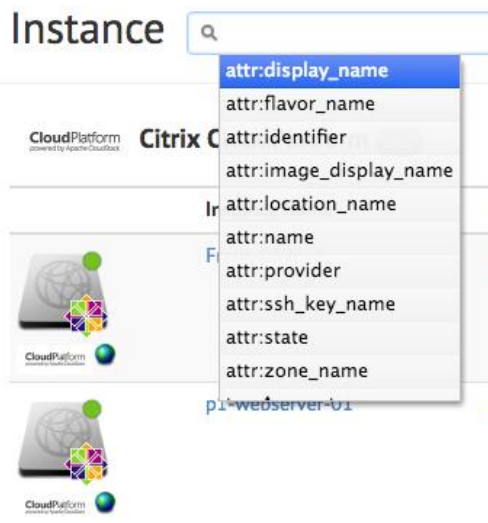 Instance
attr:display_name
attr:flavor_name
CloudPlatform
powered by Apache CloudStack
Citrix C
attr:identifier
attr:image_display_name
attr:location_name
attr:name
attr:provider
attr:ssh_key_name
attr:state
attr:zone_name
CloudPlatform
p1-webserver-01
CloudPlatform